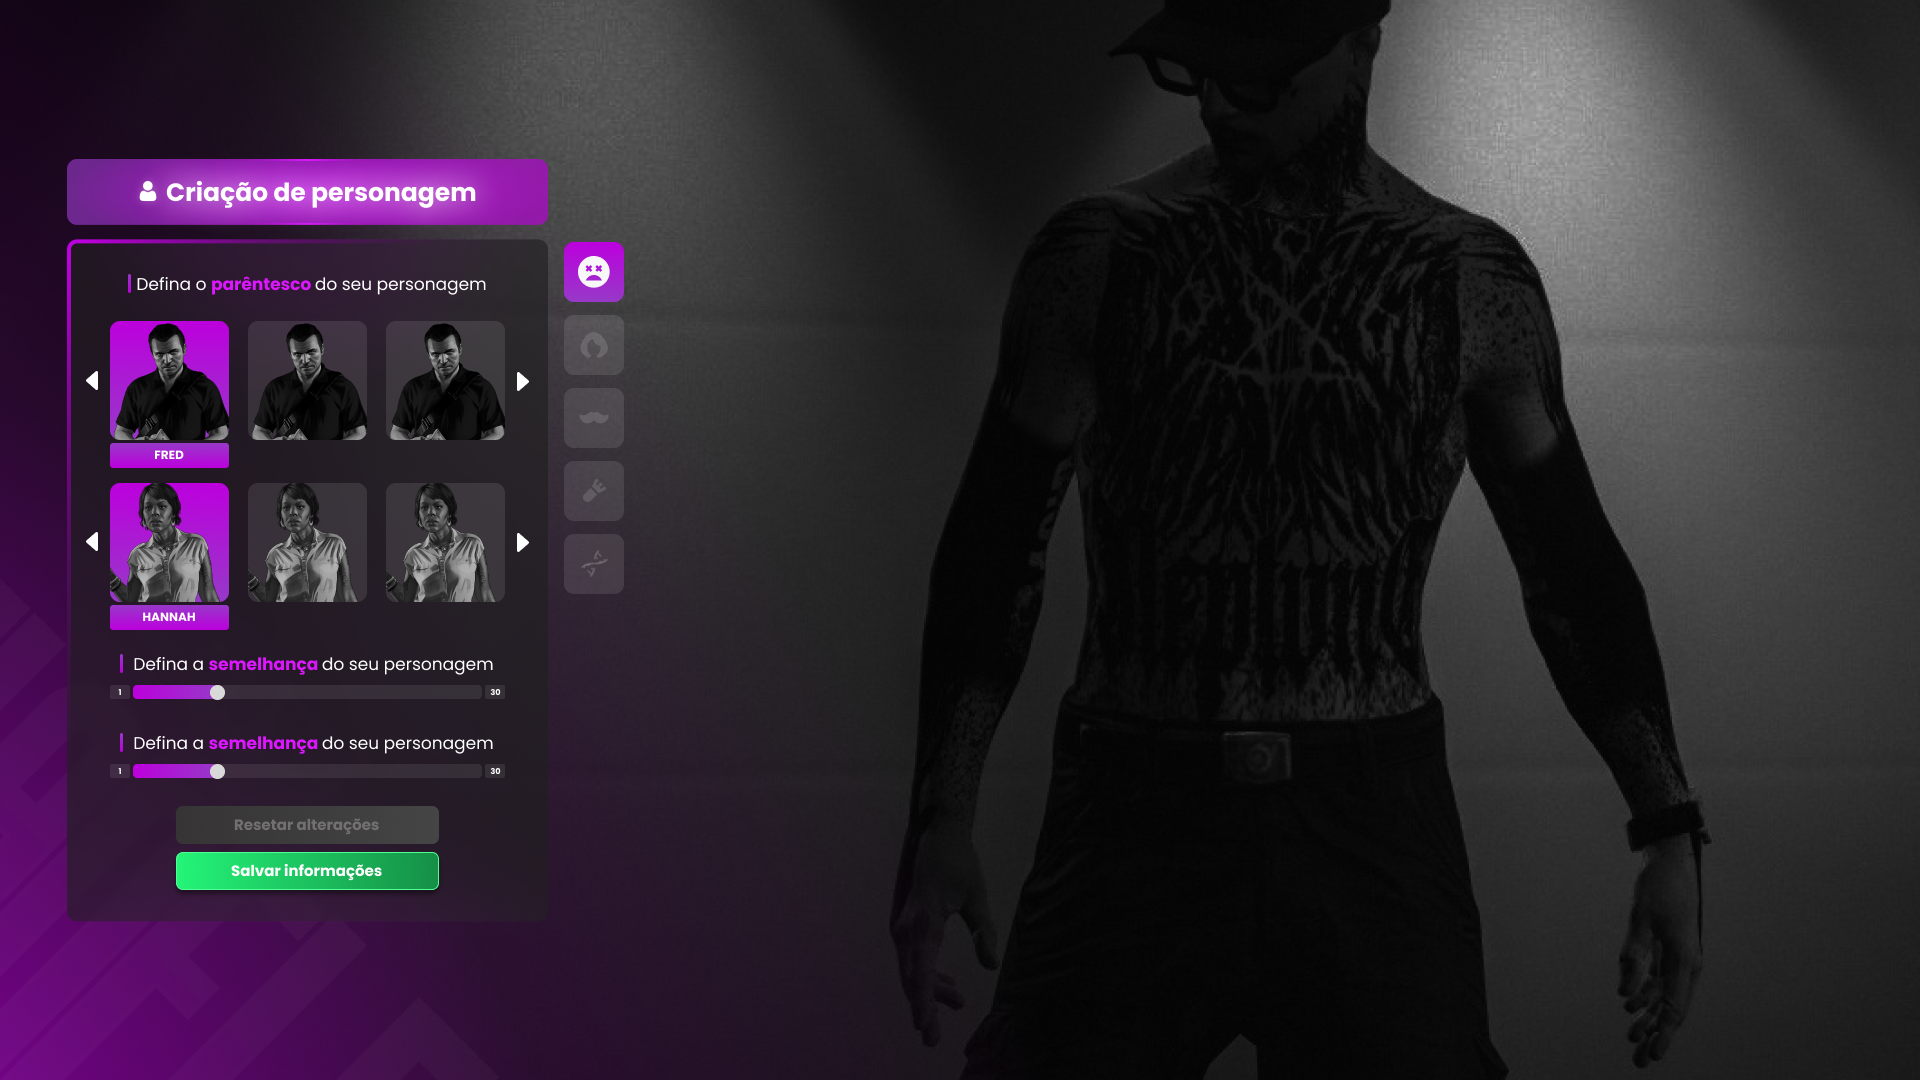 Criação de personagem
Defina o parêntesco do seu personagem
FRED
HANNAH
Defina a semelhança do seu personagem
1 30
Defina a semelhança do seu personagem
1 30
Resetar alterações
Salvar informações